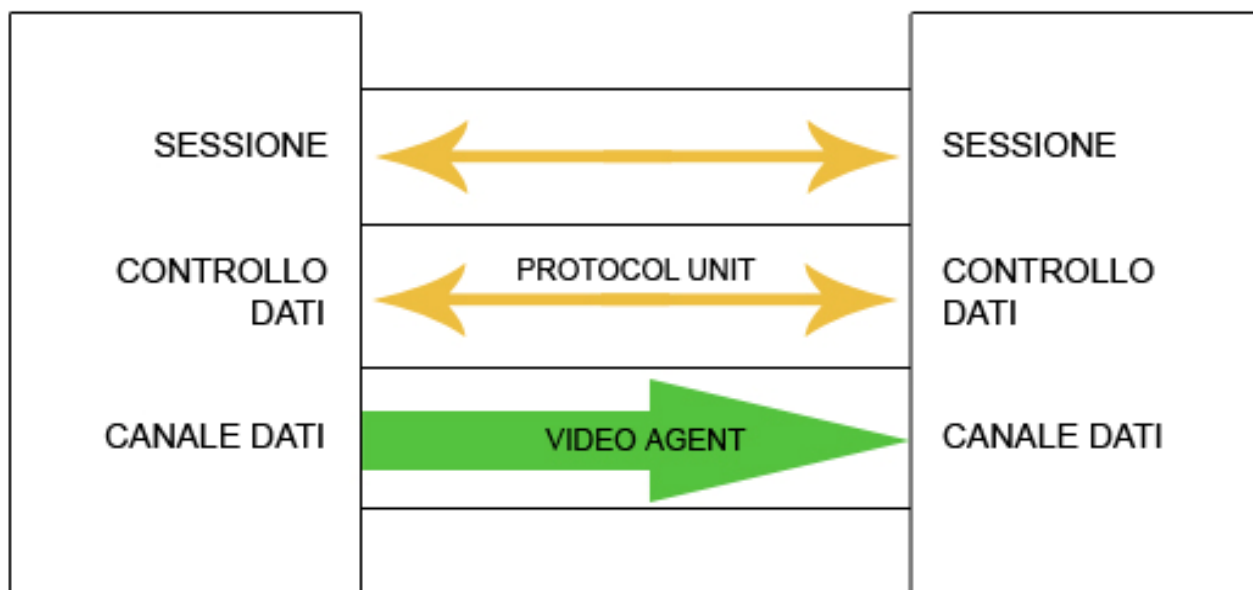 SESSIONE
SESSIONE
CONTROLLO
DATI
PROTOCOL UNIT
CONTROLLO
DATI
CANALE DATI
VIDEO AGENT
CANALE DATI